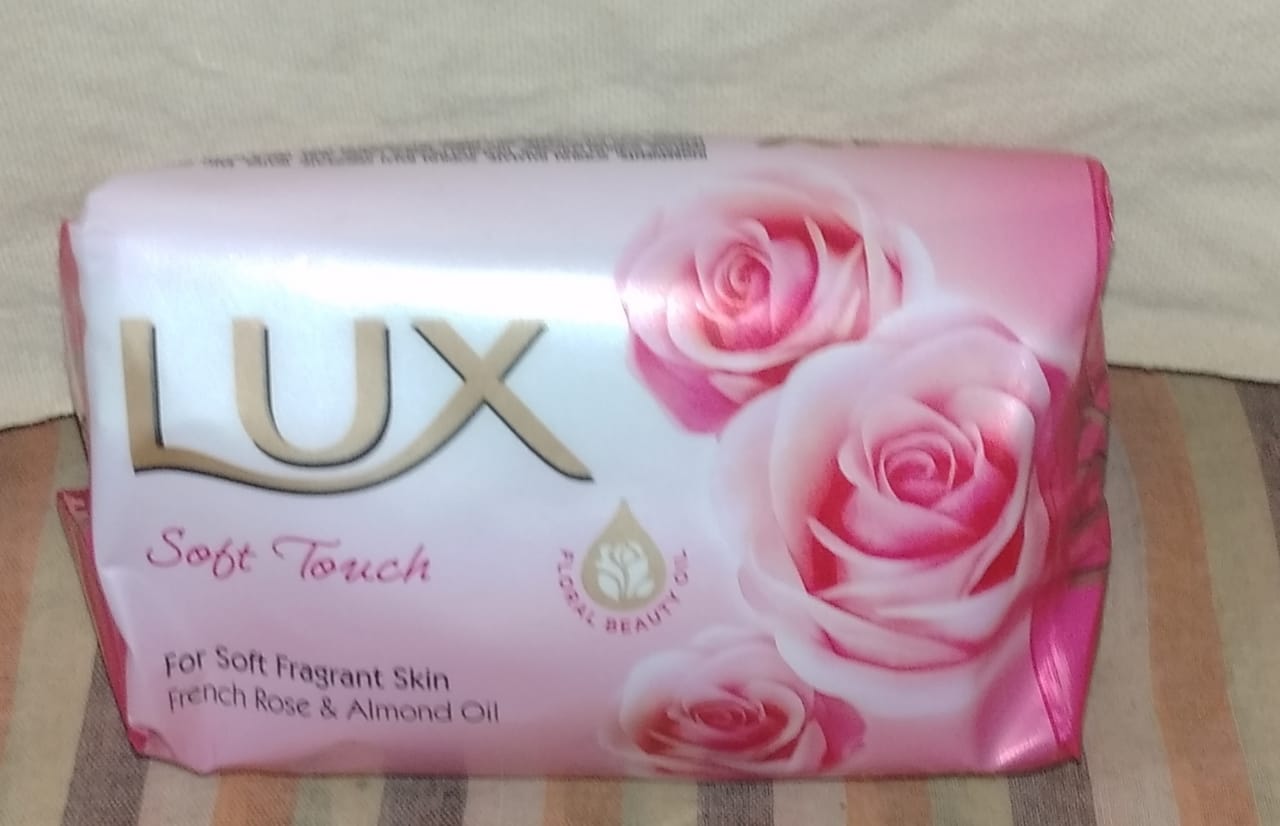 LUX
Soft Touch
FLORAL BEAUTY OIL
For Soft Fragrant Skin
French Rose & Almond Oil